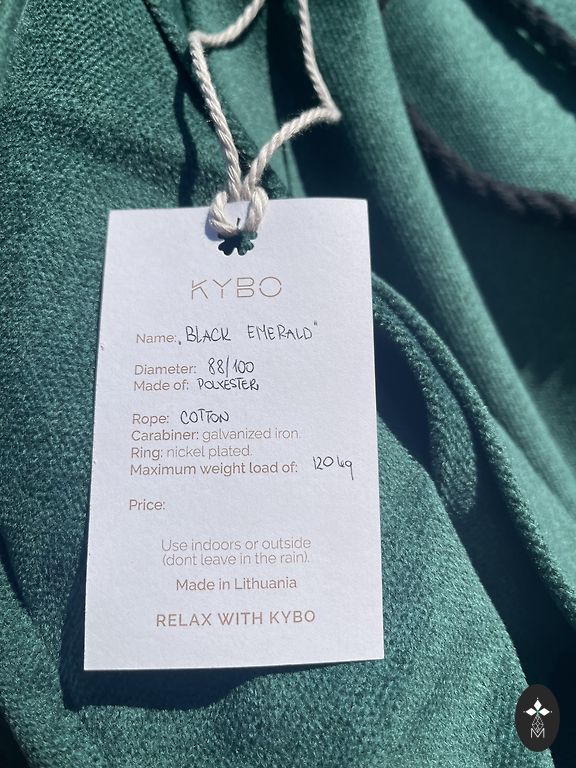 KYBO
Name: „BLACK EMERALD"
Diameter: 88/100
Made of: POLYESTER
Rope: COTTON
Carabiner: galvanized iron.
Ring: nickel plated.
Maximum weight load of: 120 kg
Price:
Use indoors or outside
(dont leave in the rain).
Made in Lithuania
RELAX WITH KYBO
M